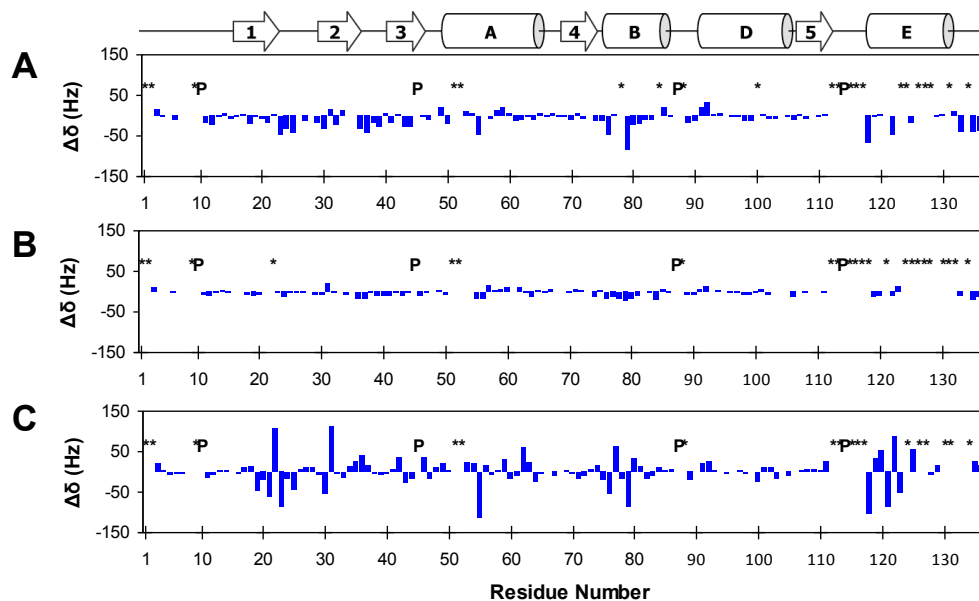 1 2 3 A 4 B D 5 E
A
150
** *P P ** * * P* * **P*** ** *** * *
50
Δδ (Hz)
-50
-150
1 10 20 30 40 50 60 70 80 90 100 110 120 130
B
150
** *P * P ** P* **P**** * ***** *** *
50
Δδ (Hz)
-50
-150
1 10 20 30 40 50 60 70 80 90 100 110 120 130
C
150
** *P P ** P* **P*** * ** ** *
50
Δδ (Hz)
-50
-150
1 10 20 30 40 50 60 70 80 90 100 110 120 130
Residue Number